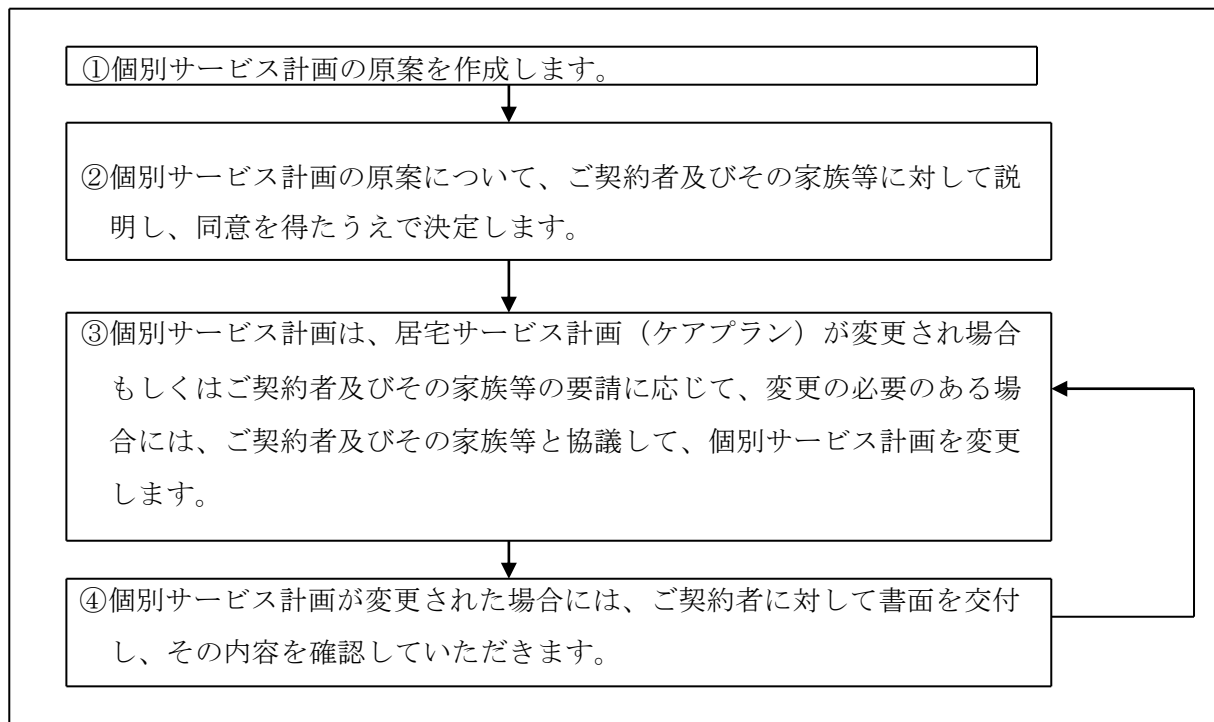 ①個別サービス計画の原案を作成します。
②個別サービス計画の原案について、ご契約者及びその家族等に対して説
明し、同意を得たうえで決定します。
③個別サービス計画は、居宅サービス計画（ケアプラン）が変更され場合
もしくはご契約者及びその家族等の要請に応じて、変更の必要のある場
合には、ご契約者及びその家族等と協議して、個別サービス計画を変更
します。
④個別サービス計画が変更された場合には、ご契約者に対して書面を交付
し、その内容を確認していただきます。